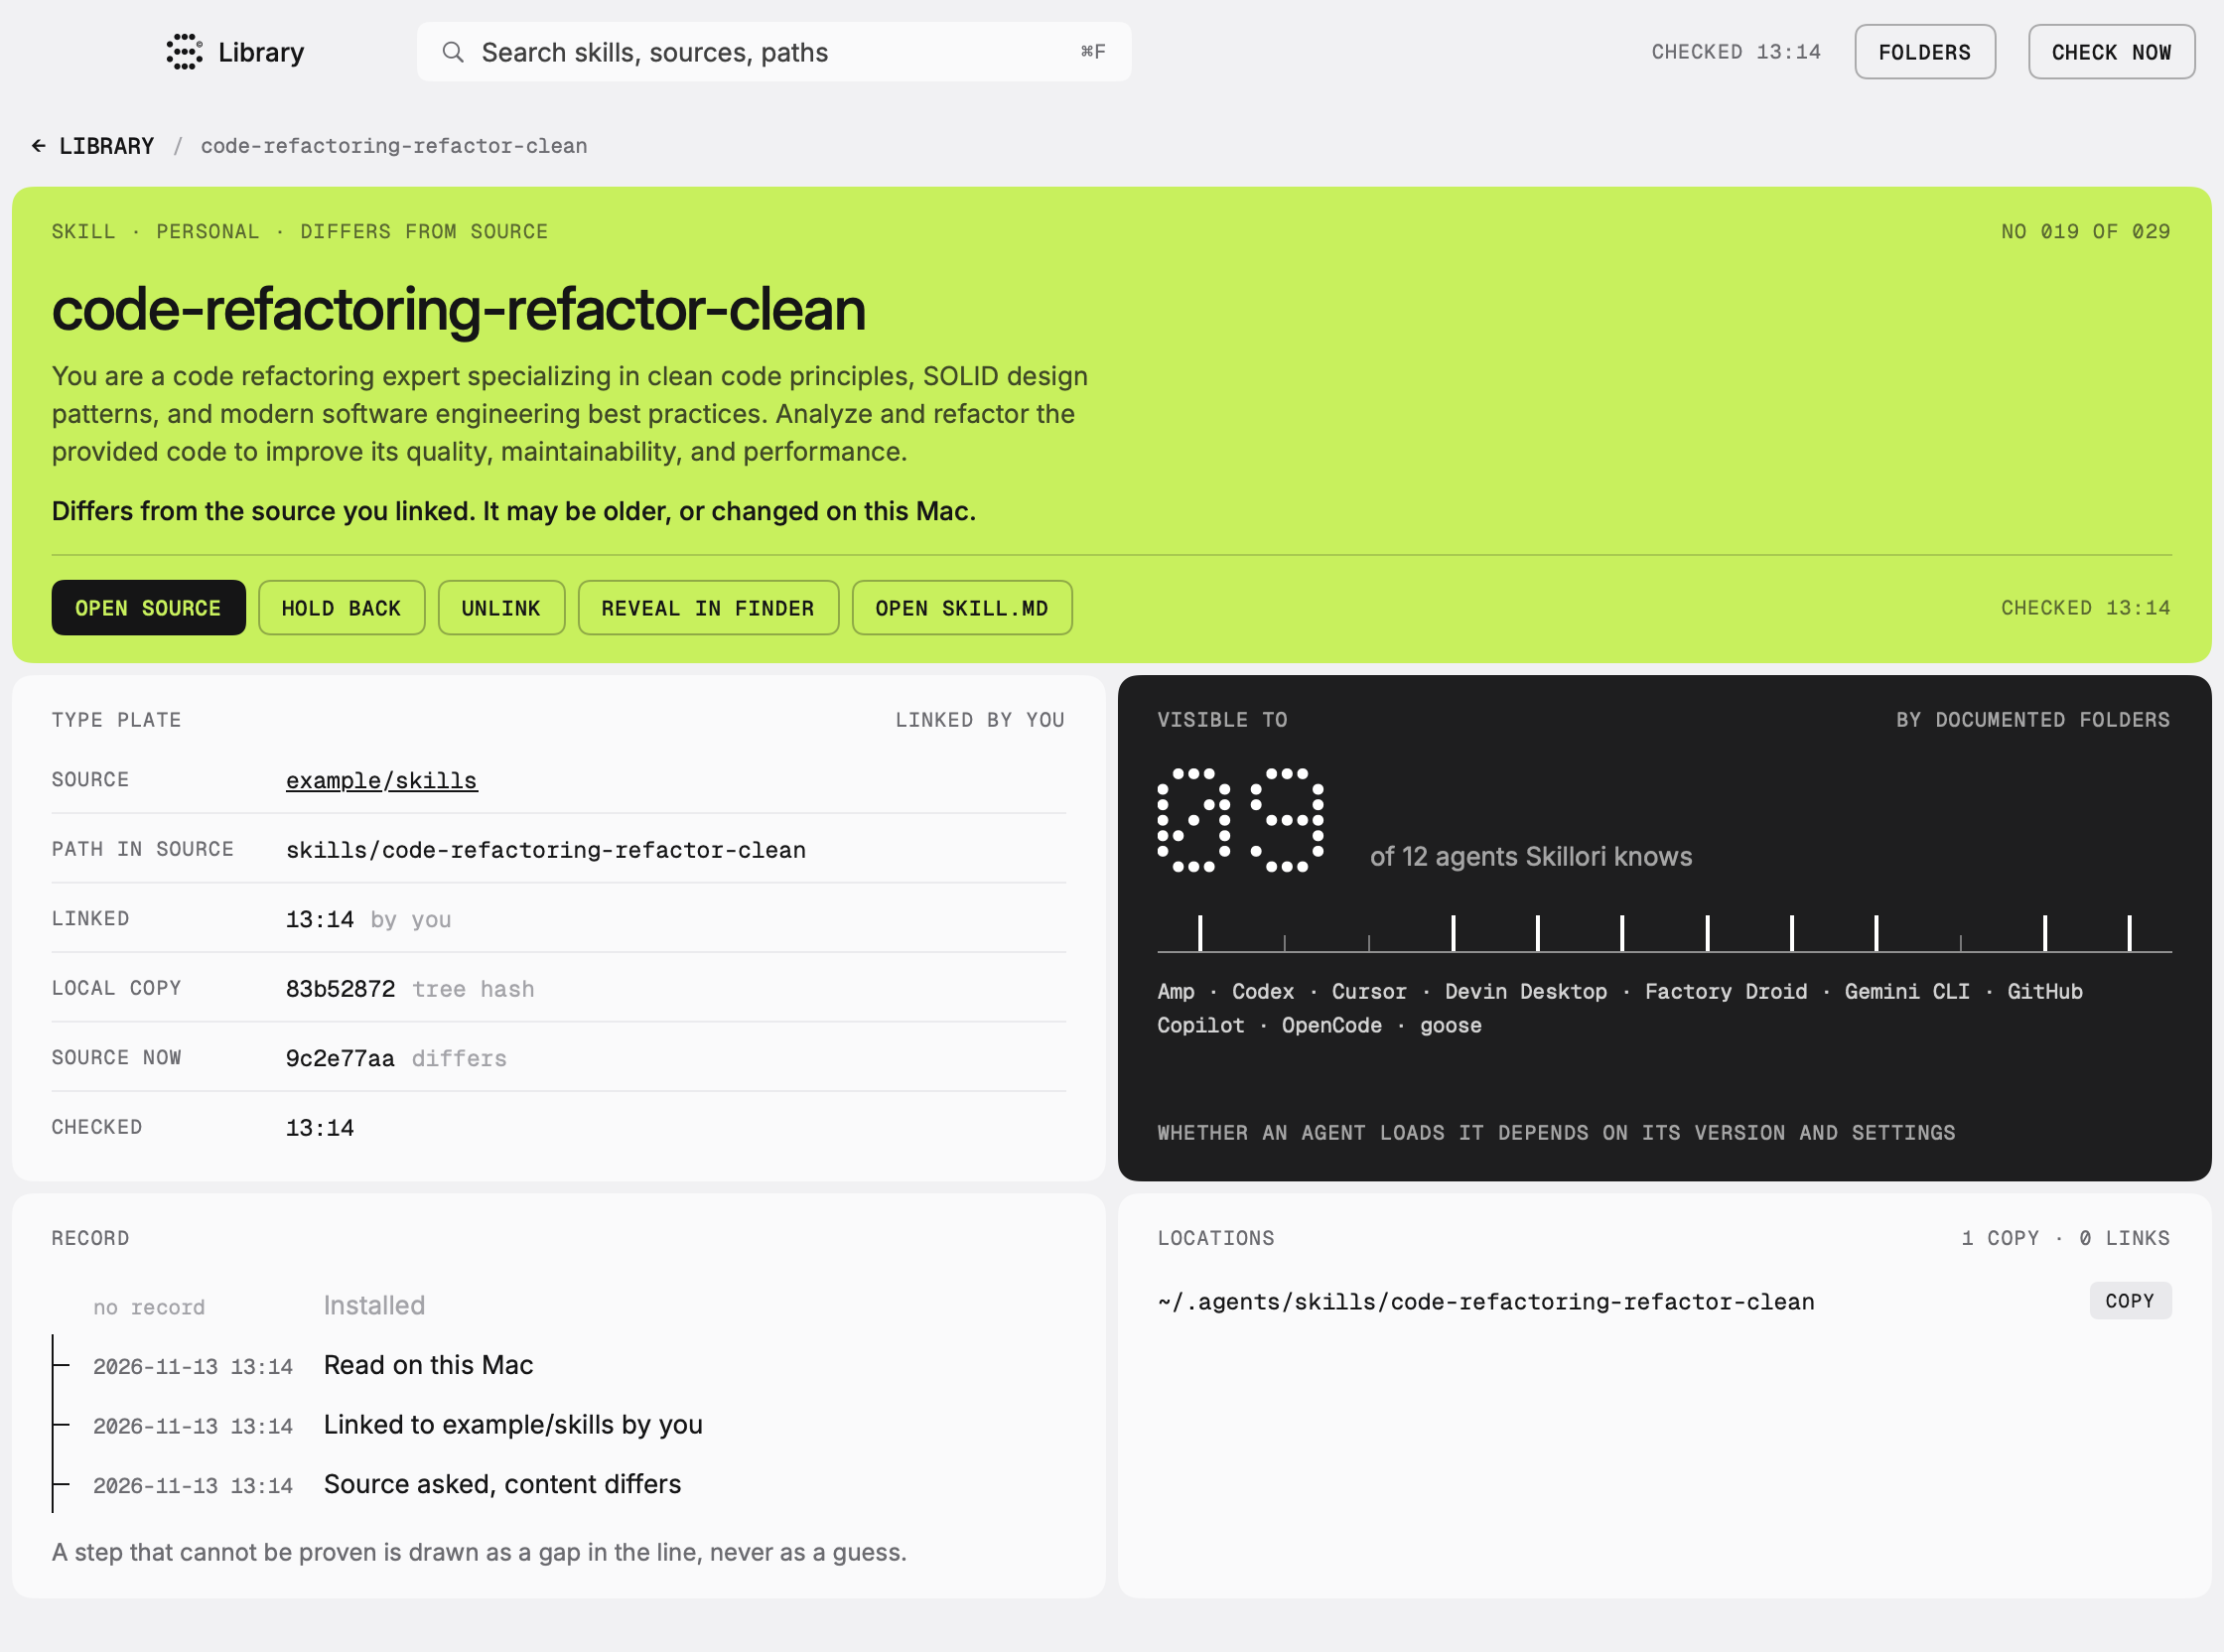 Library
Search skills, sources, paths ⌘F
CHECKED 13:14
FOLDERS
CHECK NOW
← LIBRARY / code-refactoring-refactor-clean
SKILL · PERSONAL · DIFFERS FROM SOURCE
NO 019 OF 029
code-refactoring-refactor-clean
You are a code refactoring expert specializing in clean code principles, SOLID design
patterns, and modern software engineering best practices. Analyze and refactor the
provided code to improve its quality, maintainability, and performance.
Differs from the source you linked. It may be older, or changed on this Mac.
OPEN SOURCE
HOLD BACK
UNLINK
REVEAL IN FINDER
OPEN SKILL.MD
CHECKED 13:14
TYPE PLATE
LINKED BY YOU
SOURCE example/skills
PATH IN SOURCE skills/code-refactoring-refactor-clean
LINKED 13:14 by you
LOCAL COPY 83b52872 tree hash
SOURCE NOW 9c2e77aa differs
CHECKED 13:14
VISIBLE TO
BY DOCUMENTED FOLDERS
09 of 12 agents Skillori knows
Amp · Codex · Cursor · Devin Desktop · Factory Droid · Gemini CLI · GitHub
Copilot · OpenCode · goose
WHETHER AN AGENT LOADS IT DEPENDS ON ITS VERSION AND SETTINGS
RECORD
no record Installed
2026-11-13 13:14 Read on this Mac
2026-11-13 13:14 Linked to example/skills by you
2026-11-13 13:14 Source asked, content differs
A step that cannot be proven is drawn as a gap in the line, never as a guess.
LOCATIONS
1 COPY · 0 LINKS
~/.agents/skills/code-refactoring-refactor-clean
COPY